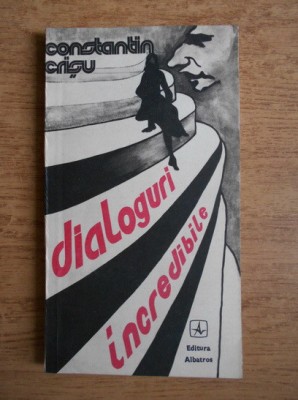 constantin
crişu
dialoguri
incredibile
Editura
Albatros